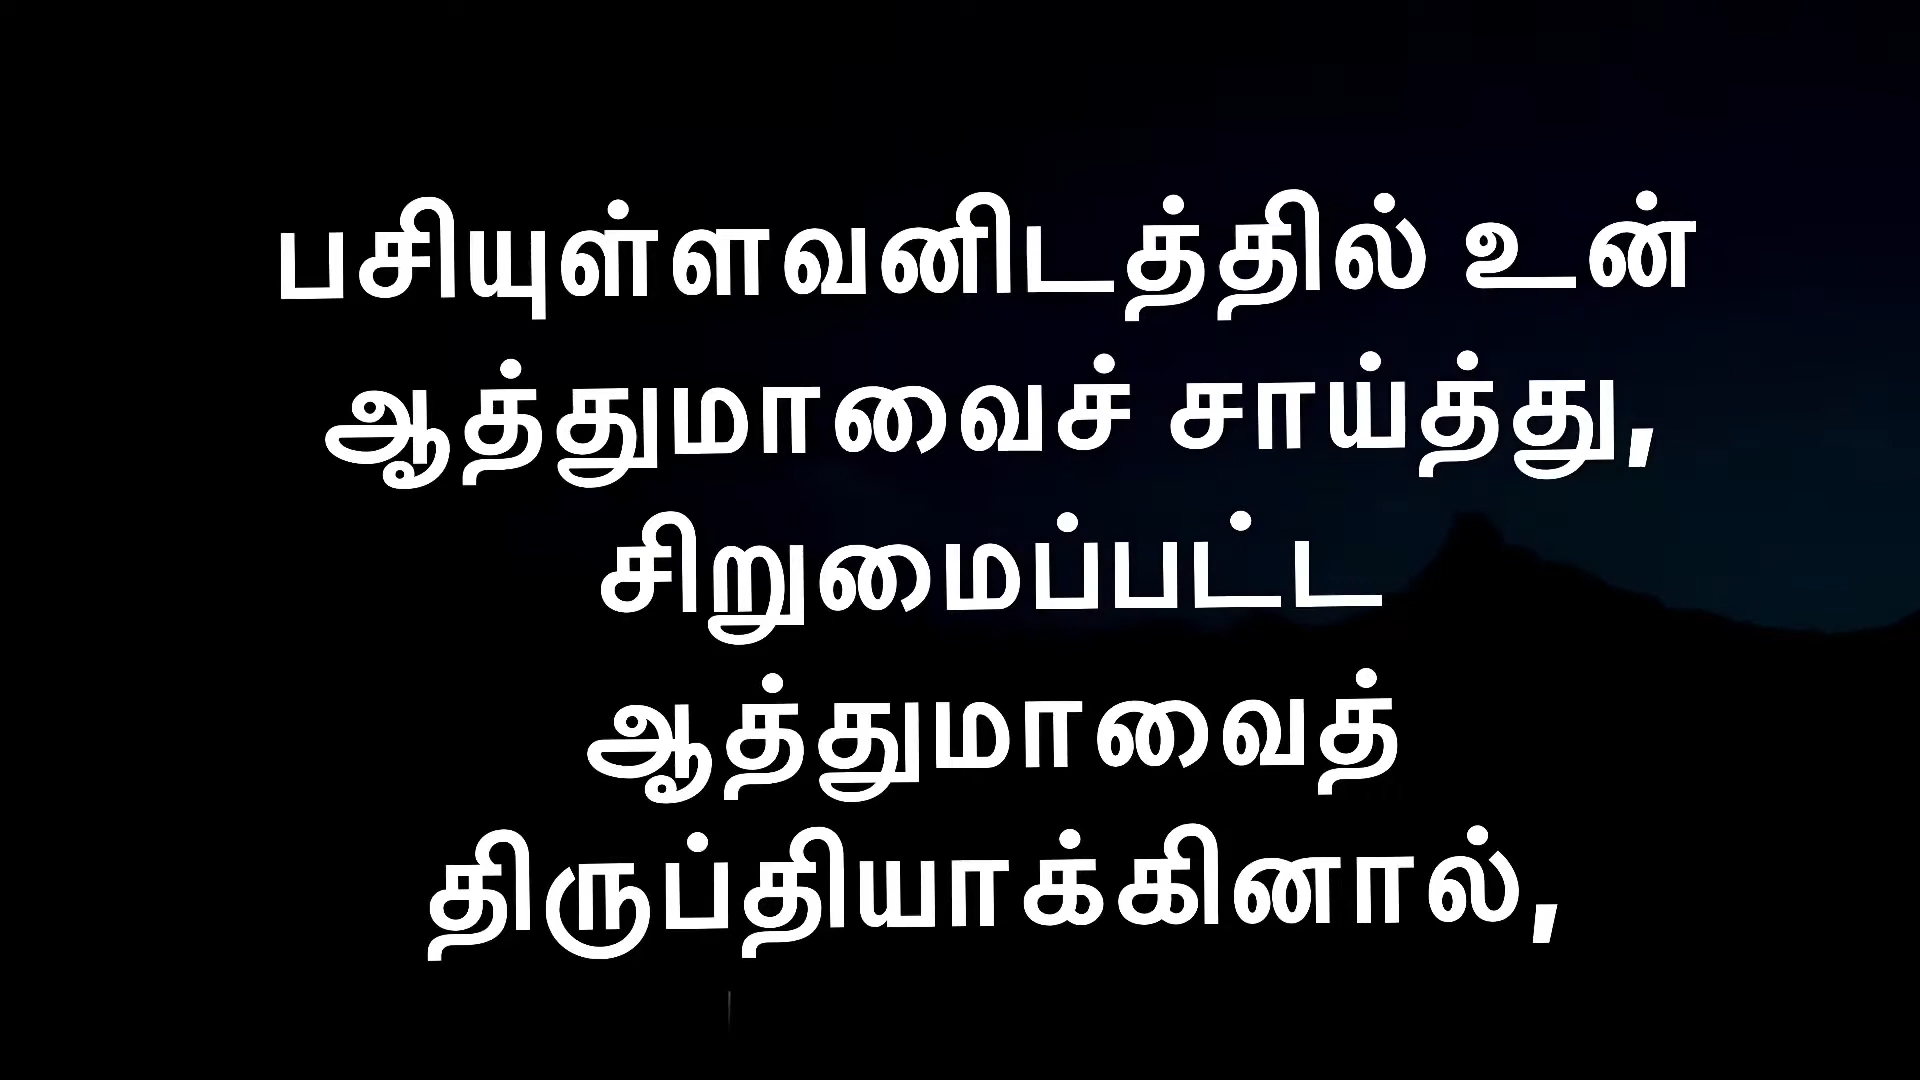 பசியுள்ளவனிடத்தில் உன்
ஆத்துமாவைச் சாய்த்து,
சிறுமைப்பட்ட
ஆத்துமாவைத்
திருப்தியாக்கினால்,